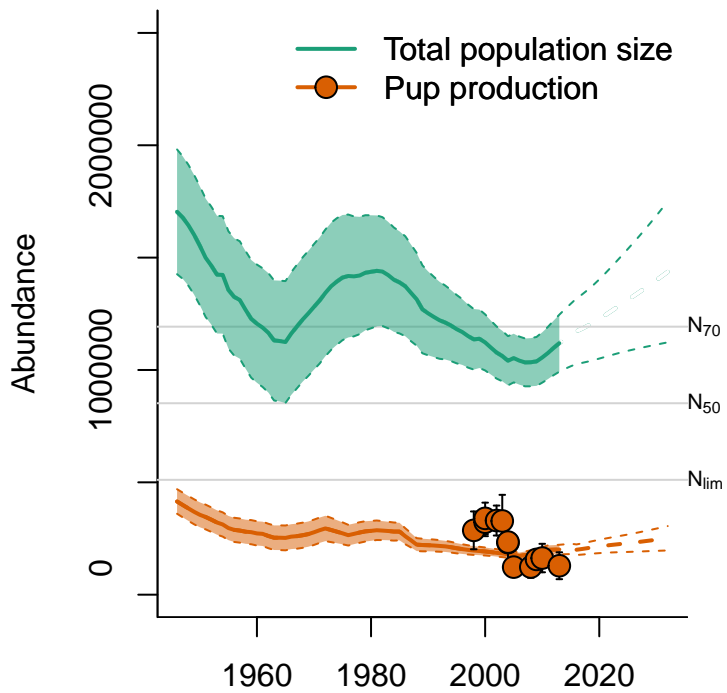 Total population size
Pup production
Abundance
2000000
1000000
0
N70
N50
Nlim
1960
1980
2000
2020